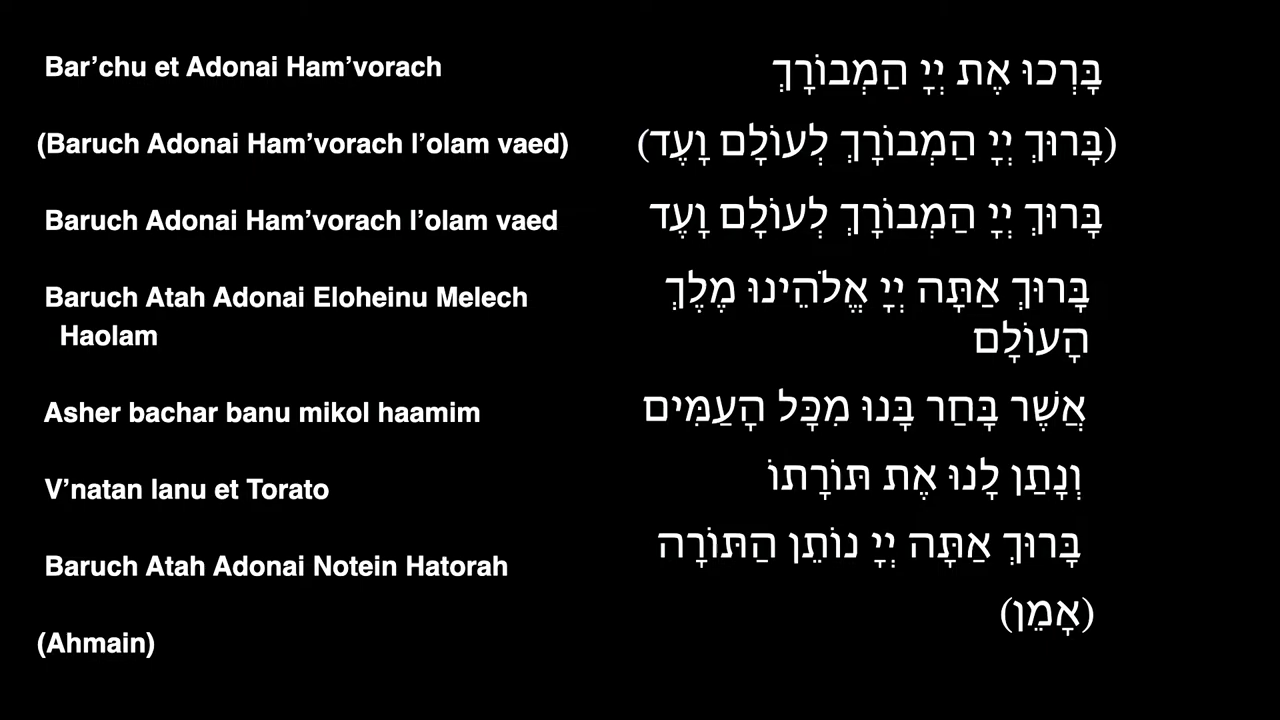 Bar’chu et Adonai Ham’vorach
(Baruch Adonai Ham’vorach l’olam vaed)
Baruch Adonai Ham’vorach l’olam vaed
Baruch Atah Adonai Eloheinu Melech
Haolam
Asher bachar banu mikol haamim
V’natan lanu et Torato
Baruch Atah Adonai Notein Hatorah
(Ahmain)
בָּרְכוּ אֶת יְיָ הַמְבוֹרָךְ
(בָּרוּךְ יְיָ הַמְבוֹרָךְ לְעוֹלָם וָעֶד)
בָּרוּךְ יְיָ הַמְבוֹרָךְ לְעוֹלָם וָעֶד
בָּרוּךְ אַתָּה יְיָ אֱלֹהֵינוּ מֶלֶךְ
הָעוֹלָם
אֲשֶׁר בָּחַר בָּנוּ מִכָּל הָעַמִּים
וְנָתַן לָנוּ אֶת תּוֹרָתוֹ
בָּרוּךְ אַתָּה יְיָ נוֹתֵן הַתּוֹרָה
(אָמֵן)